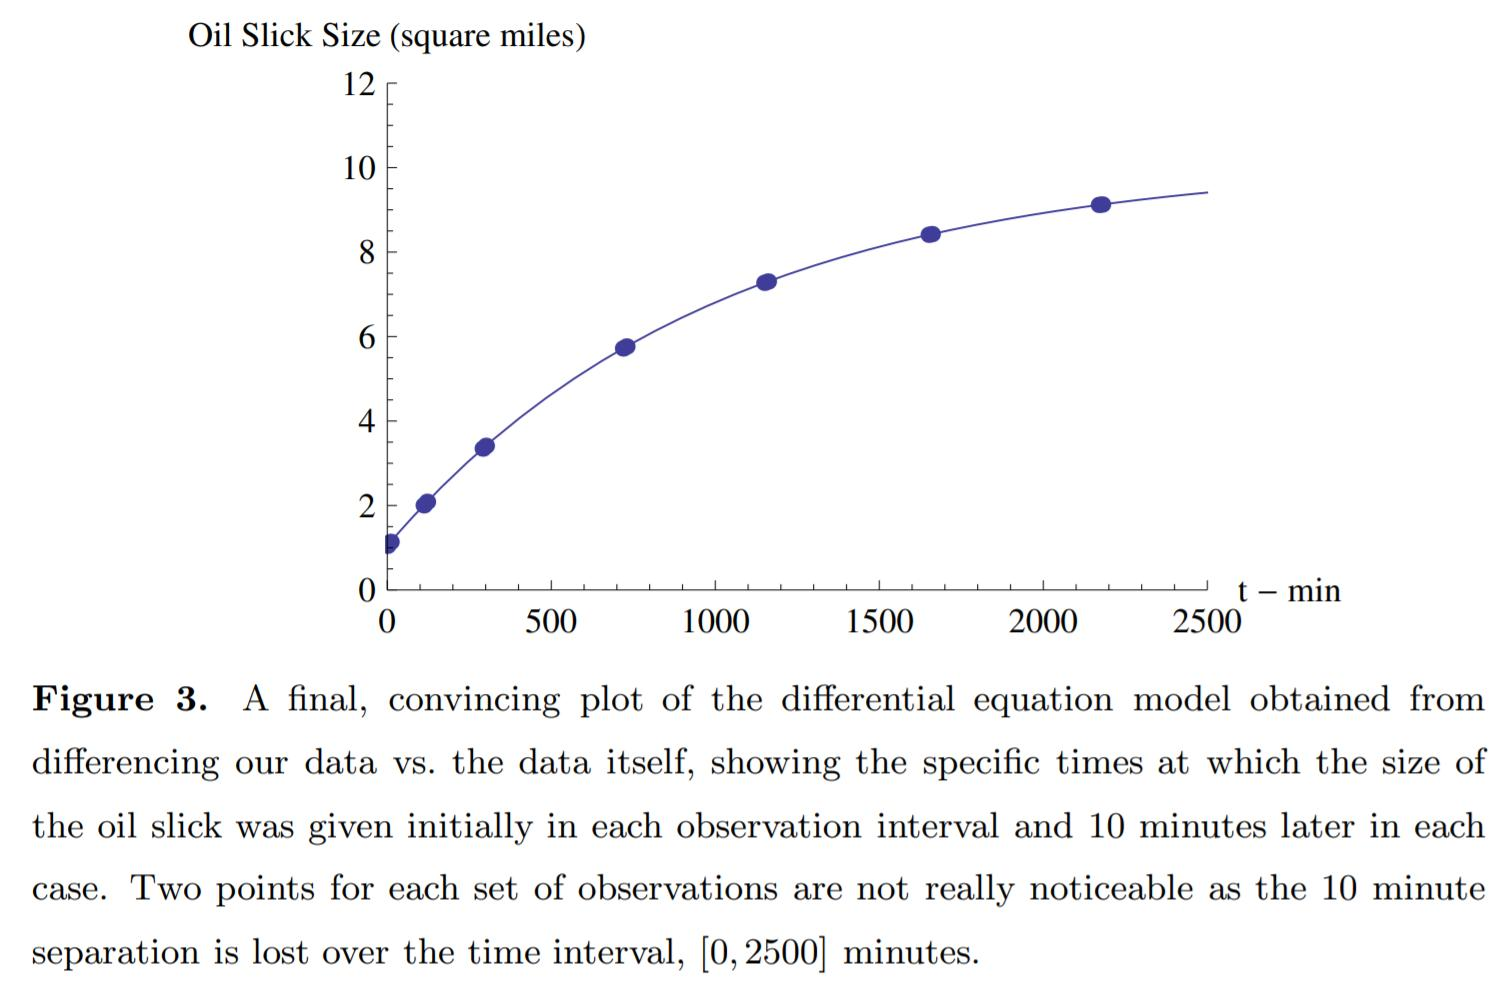 Oil Slick Size (square miles)
12
10
8
6
4
2
0
0 500 1000 1500 2000 2500
t – min
Figure 3. A final, convincing plot of the differential equation model obtained from
differencing our data vs. the data itself, showing the specific times at which the size of
the oil slick was given initially in each observation interval and 10 minutes later in each
case. Two points for each set of observations are not really noticeable as the 10 minute
separation is lost over the time interval, [0, 2500] minutes.